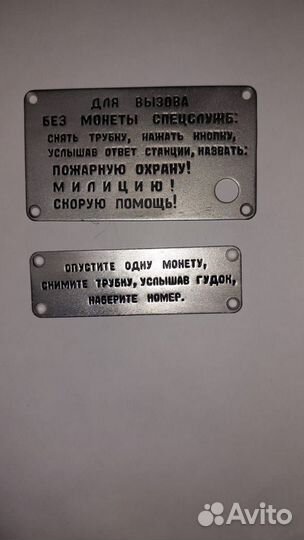 ДЛЯ ВЫЗОВА
БЕЗ МОНЕТЫ СПЕЦСЛУЖБ:
СНЯТЬ ТРУБКУ, НАЖАТЬ КНОПКУ,
УСЛЫШАВ ОТВЕТ СТАНЦИИ, НАЗВАТЬ:
ПОЖАРНУЮ ОХРАНУ!
МИЛИЦИЮ!
СКОРУЮ ПОМОЩЬ!
ОПУСТИТЕ ОДНУ МОНЕТУ,
СНИМИТЕ ТРУБКУ, УСЛЫШАВ ГУДОК,
НАБЕРИТЕ НОМЕР.
Avito